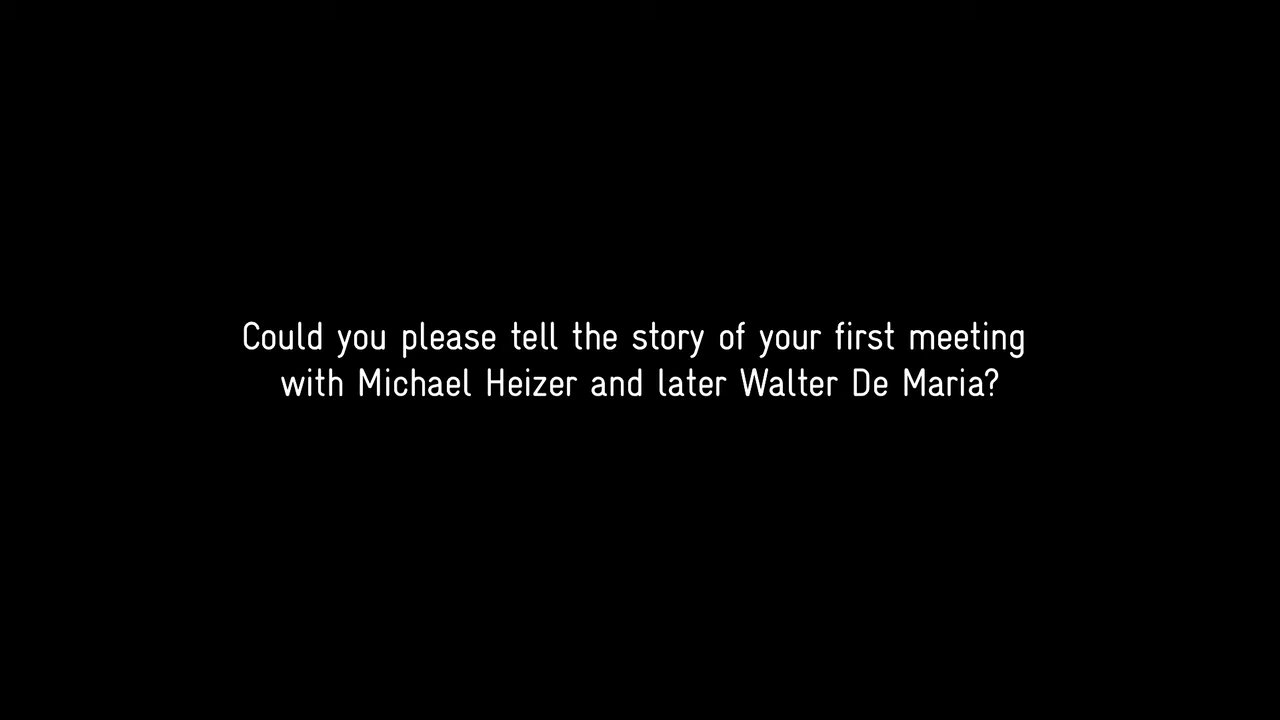 Could you please tell the story of your first meeting
with Michael Heizer and later Walter De Maria?